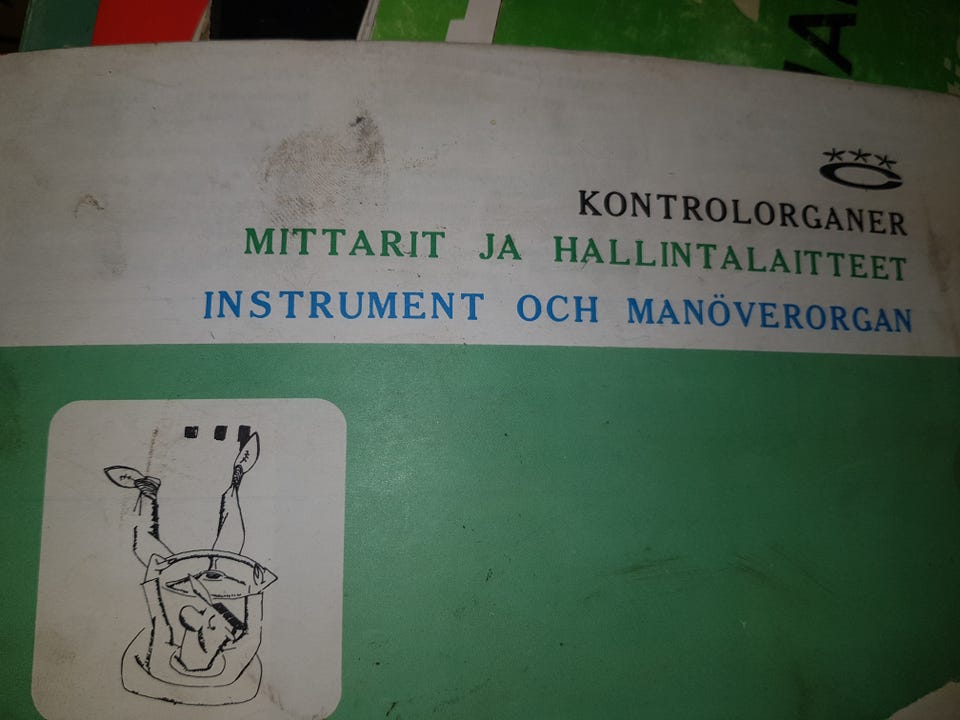 KONTROLORGANER
MITTARIT JA HALLINTALAITTEET
INSTRUMENT OCH MANÖVERORGAN